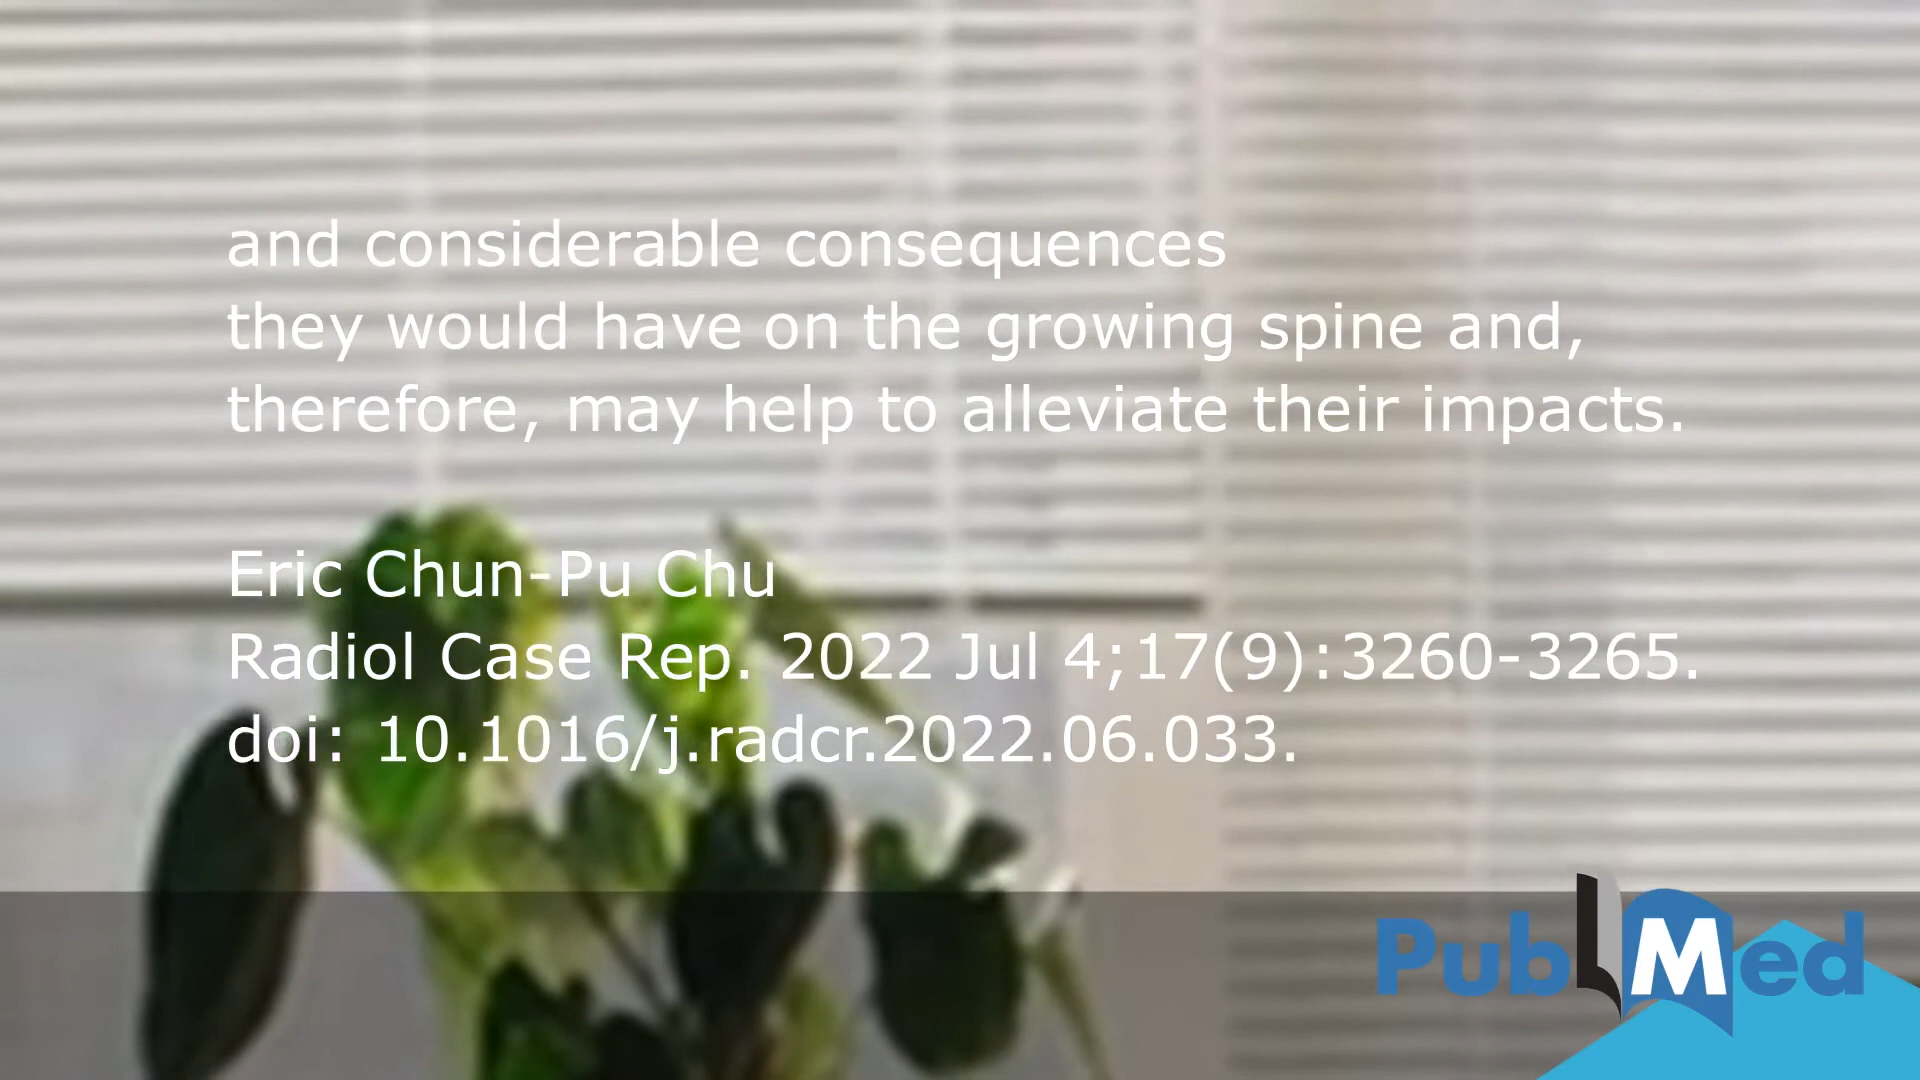 and considerable consequences
they would have on the growing spine and,
therefore, may help to alleviate their impacts.
Eric Chun-Pu Chu
Radiol Case Rep. 2022 Jul 4;17(9):3260-3265.
doi: 10.1016/j.radcr.2022.06.033.
PubMed